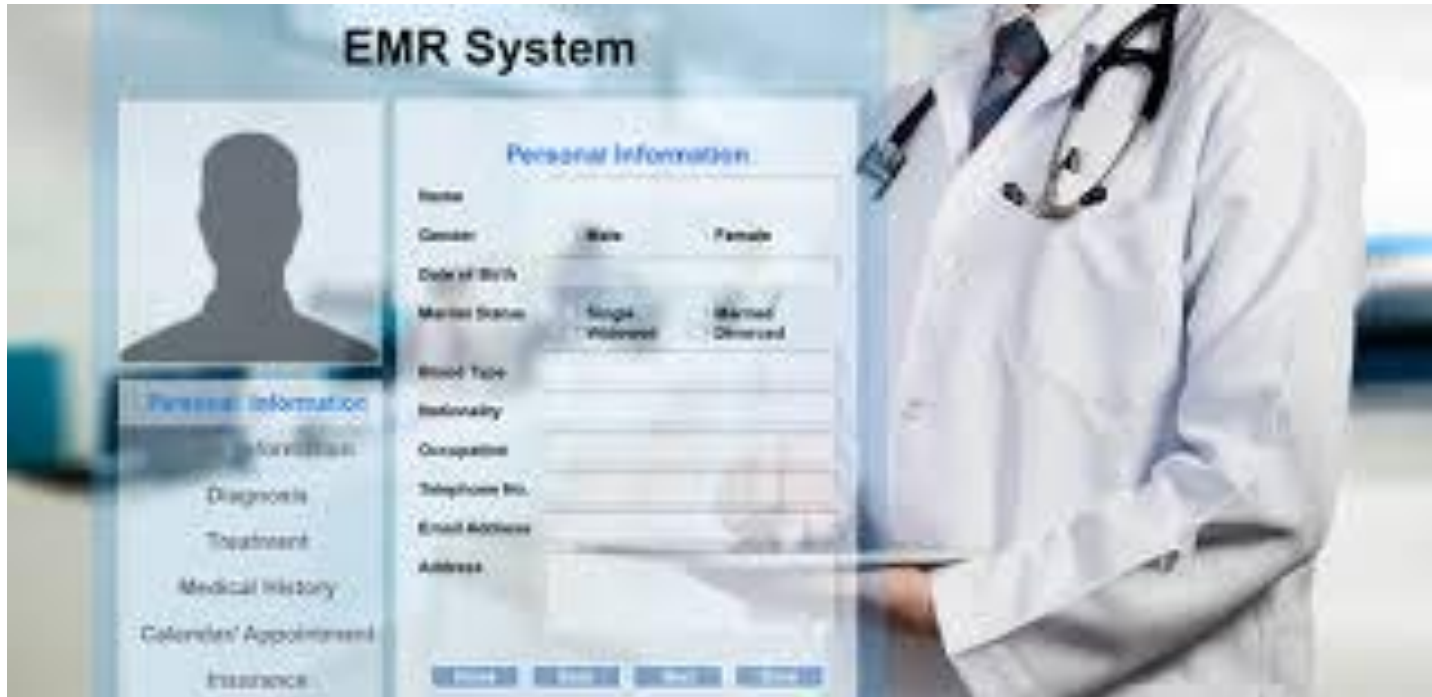 EMR System
Personal Information
Name
Gender Male Female
Date of Birth
Marital Status Single Married
Widowed Divorced
Blood Type
Nationality
Occupation
Telephone No.
Email Address
Address
Personal Information
Information
Diagnosis
Treatment
Medical History
Calendar/ Appointment
Insurance